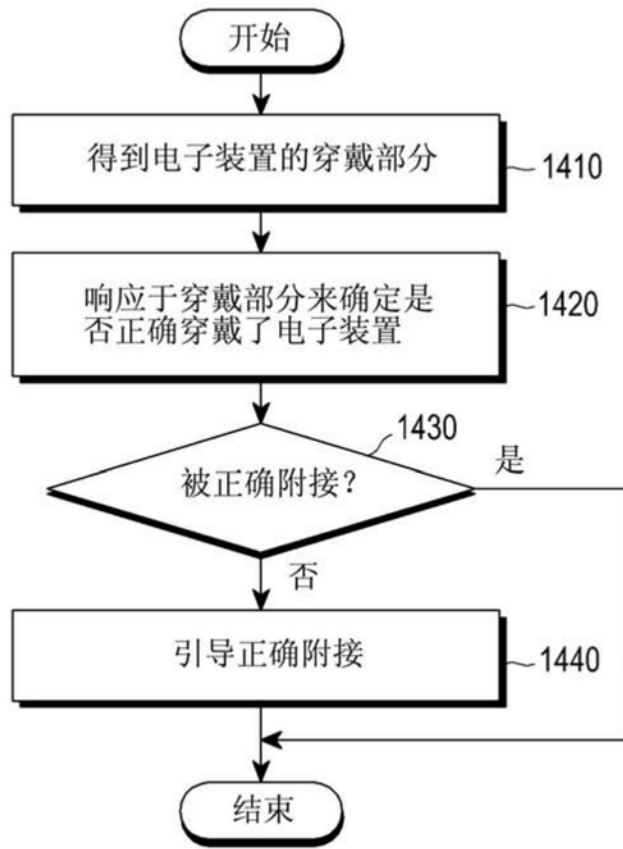 开始
得到电子装置的穿戴部分
1410
响应于穿戴部分来确定是
否正确穿戴了电子装置
1420
1430
被正确附接？
是
否
引导正确附接
1440
结束